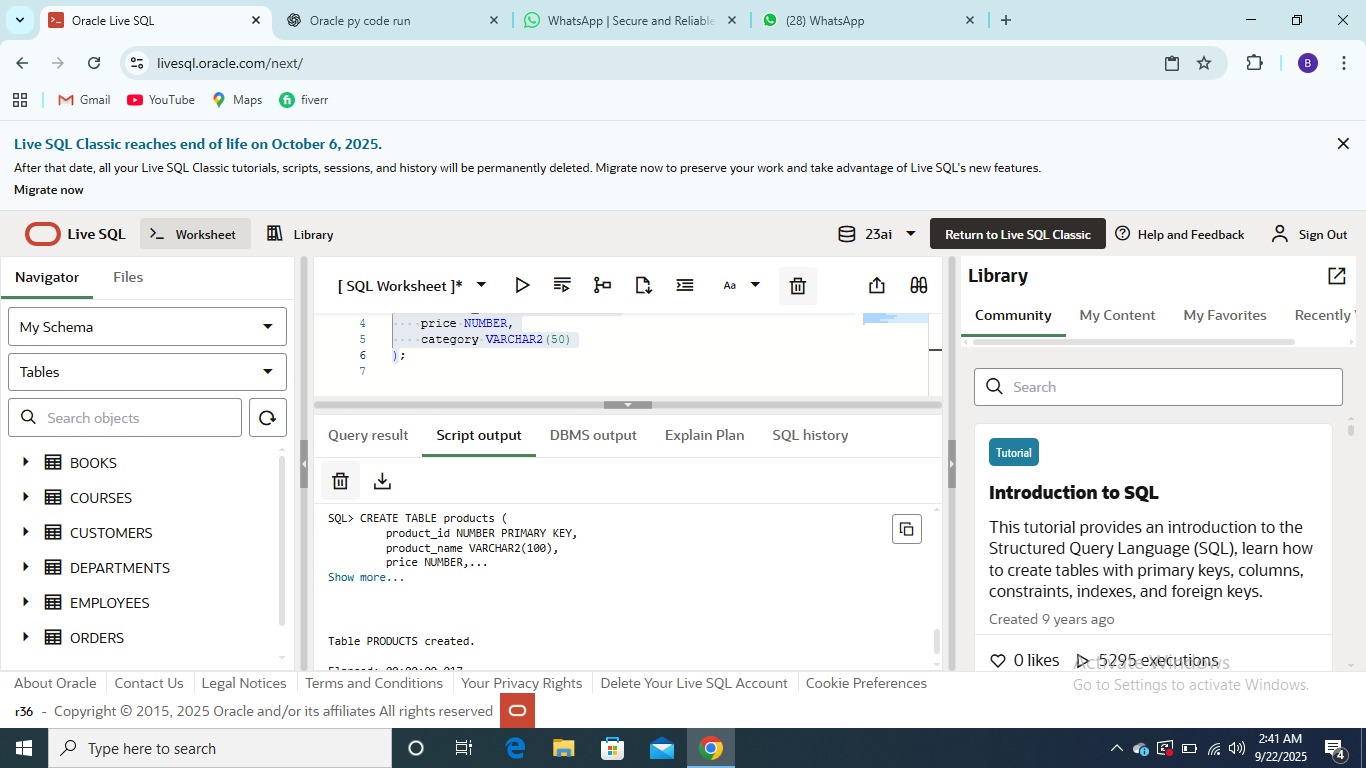 Oracle Live SQL
Oracle py code run
WhatsApp | Secure and Reliable
(28) WhatsApp
livesql.oracle.com/next/
B
Gmail
YouTube
Maps
fiverr
Live SQL Classic reaches end of life on October 6, 2025.
After that date, all your Live SQL Classic tutorials, scripts, sessions, and history will be permanently deleted. Migrate now to preserve your work and take advantage of Live SQL's new features.
Migrate now
Live SQL
Worksheet
Library
23ai
Return to Live SQL Classic
Help and Feedback
Sign Out
Navigator
Files
My Schema
Tables
Search objects
BOOKS
COURSES
CUSTOMERS
DEPARTMENTS
EMPLOYEES
ORDERS
[ SQL Worksheet ]*
Aa
4 price NUMBER,
5 category VARCHAR2(50)
6 );
7
Query result
Script output
DBMS output
Explain Plan
SQL history
SQL> CREATE TABLE products (
product_id NUMBER PRIMARY KEY,
product_name VARCHAR2(100),
price NUMBER,...
Show more...
Table PRODUCTS created.
Library
Community
My Content
My Favorites
Recently
Search
Tutorial
Introduction to SQL
This tutorial provides an introduction to the
Structured Query Language (SQL), learn how
to create tables with primary keys, columns,
constraints, indexes, and foreign keys.
Created 9 years ago
0 likes
5295 executions
Activate Windows
Go to Settings to activate Windows.
About Oracle
Contact Us
Legal Notices
Terms and Conditions
Your Privacy Rights
Delete Your Live SQL Account
Cookie Preferences
r36 - Copyright © 2015, 2025 Oracle and/or its affiliates All rights reserved
Type here to search
2:41 AM
9/22/2025
4